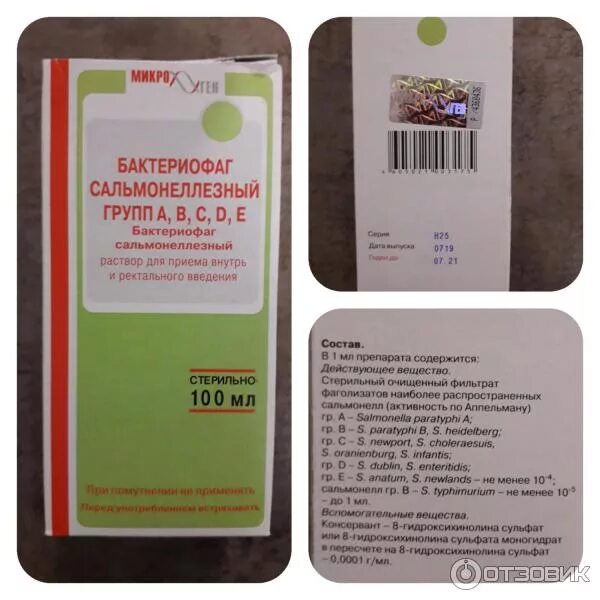 МИКРОГЕН
БАКТЕРИОФАГ
САЛЬМОНЕЛЛЕЗНЫЙ
ГРУПП А, В, С, D, Е
Бактериофаг
сальмонеллезный
раствор для приема внутрь
и ректального введения
СТЕРИЛЬНО
100 мл
При помутнении не применять
Перед употреблением встряхивать
Серия Н25
Дата выпуска 0719
Годен до 07.21
Состав.
В 1 мл препарата содержится:
Действующее вещество.
Стерильный очищенный фильтрат
фаголизатов наиболее распространенных
сальмонелл (активность по Аппельману)
гр. А – Salmonella paratyphi A;
гр. В – S. paratyphi B, S. heidelberg;
гр. С – S. newport, S. choleraesuis,
S. oranienburg, S. infantis;
гр. D – S. dublin, S. enteritidis;
гр. Е – S. anatum, S. newlands – не менее 10⁻⁴;
сальмонелл гр. В – S. typhimurium – не менее 10⁻⁵
– до 1 мл.
Вспомогательные вещества.
Консервант – 8-гидроксихинолина сульфат
или 8-гидроксихинолина сульфата моногидрат
в пересчете на 8-гидроксихинолина сульфат
– 0,0001 г/мл.
ОТЗОВИК